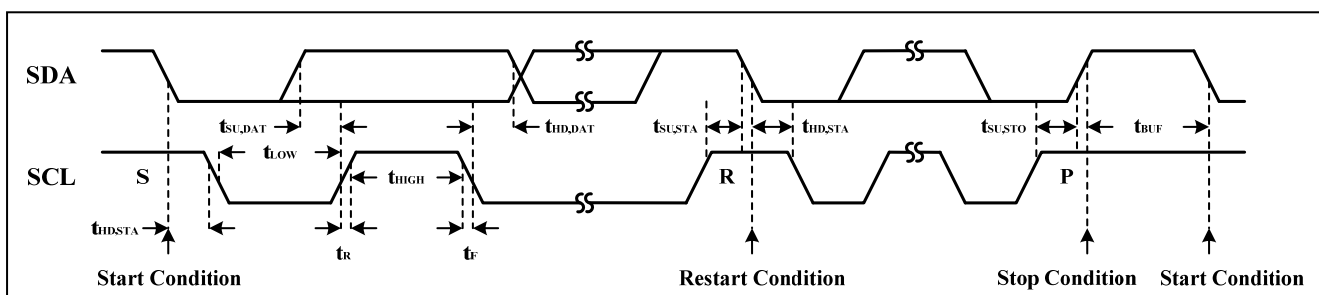 SDA
tSU,DAT
tHD,DAT
tSU,STA
tHD,STA
tSU,STO
tBUF
tLOW
SCL
S
tHIGH
R
P
tHD,STA
tR
tF
Start Condition
Restart Condition
Stop Condition
Start Condition